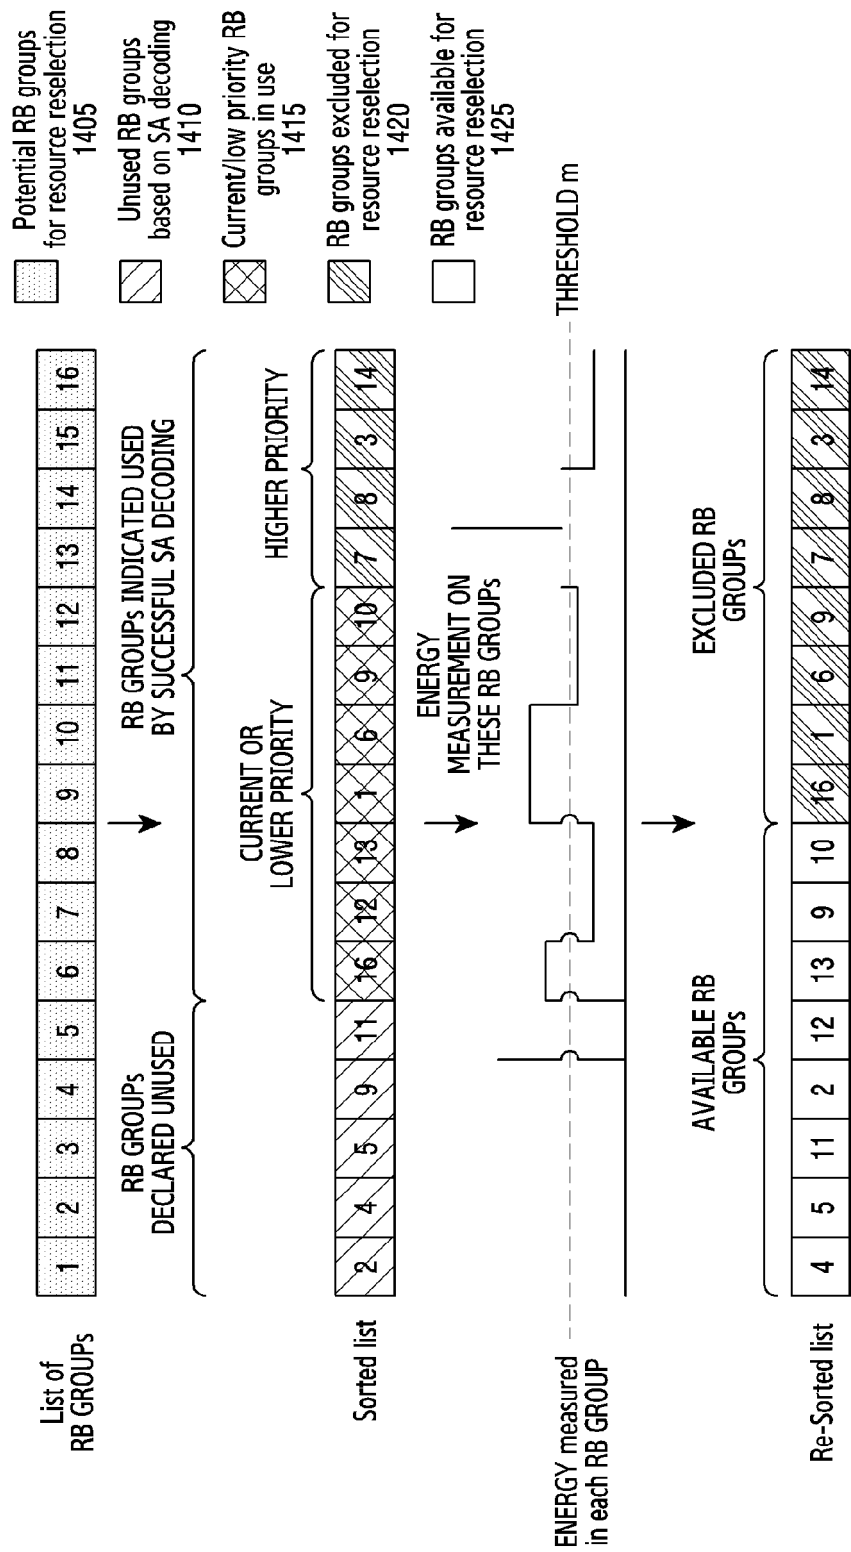 Potential RB groups
for resource reselection
1405
Unused RB groups
based on SA decoding
1410
Current/low priority RB
groups in use
1415
RB groups excluded for
resource reselection
1420
RB groups available for
resource reselection
1425
List of
RB GROUPs
1 2 3 4 5 6 7 8 9 10 11 12 13 14 15 16
RB GROUPs
DECLARED UNUSED
RB GROUPs INDICATED USED
BY SUCCESSFUL SA DECODING
CURRENT OR
LOWER PRIORITY
HIGHER PRIORITY
Sorted list
2 4 5 9 11 16 12 13 1 6 9 10 7 8 3 14
ENERGY
MEASUREMENT ON
THESE RB GROUPs
THRESHOLD m
ENERGY measured
in each RB GROUP
AVAILABLE RB
GROUPs
EXCLUDED RB
GROUPs
Re-Sorted list
4 5 11 2 12 13 9 10 16 1 6 9 7 8 3 14